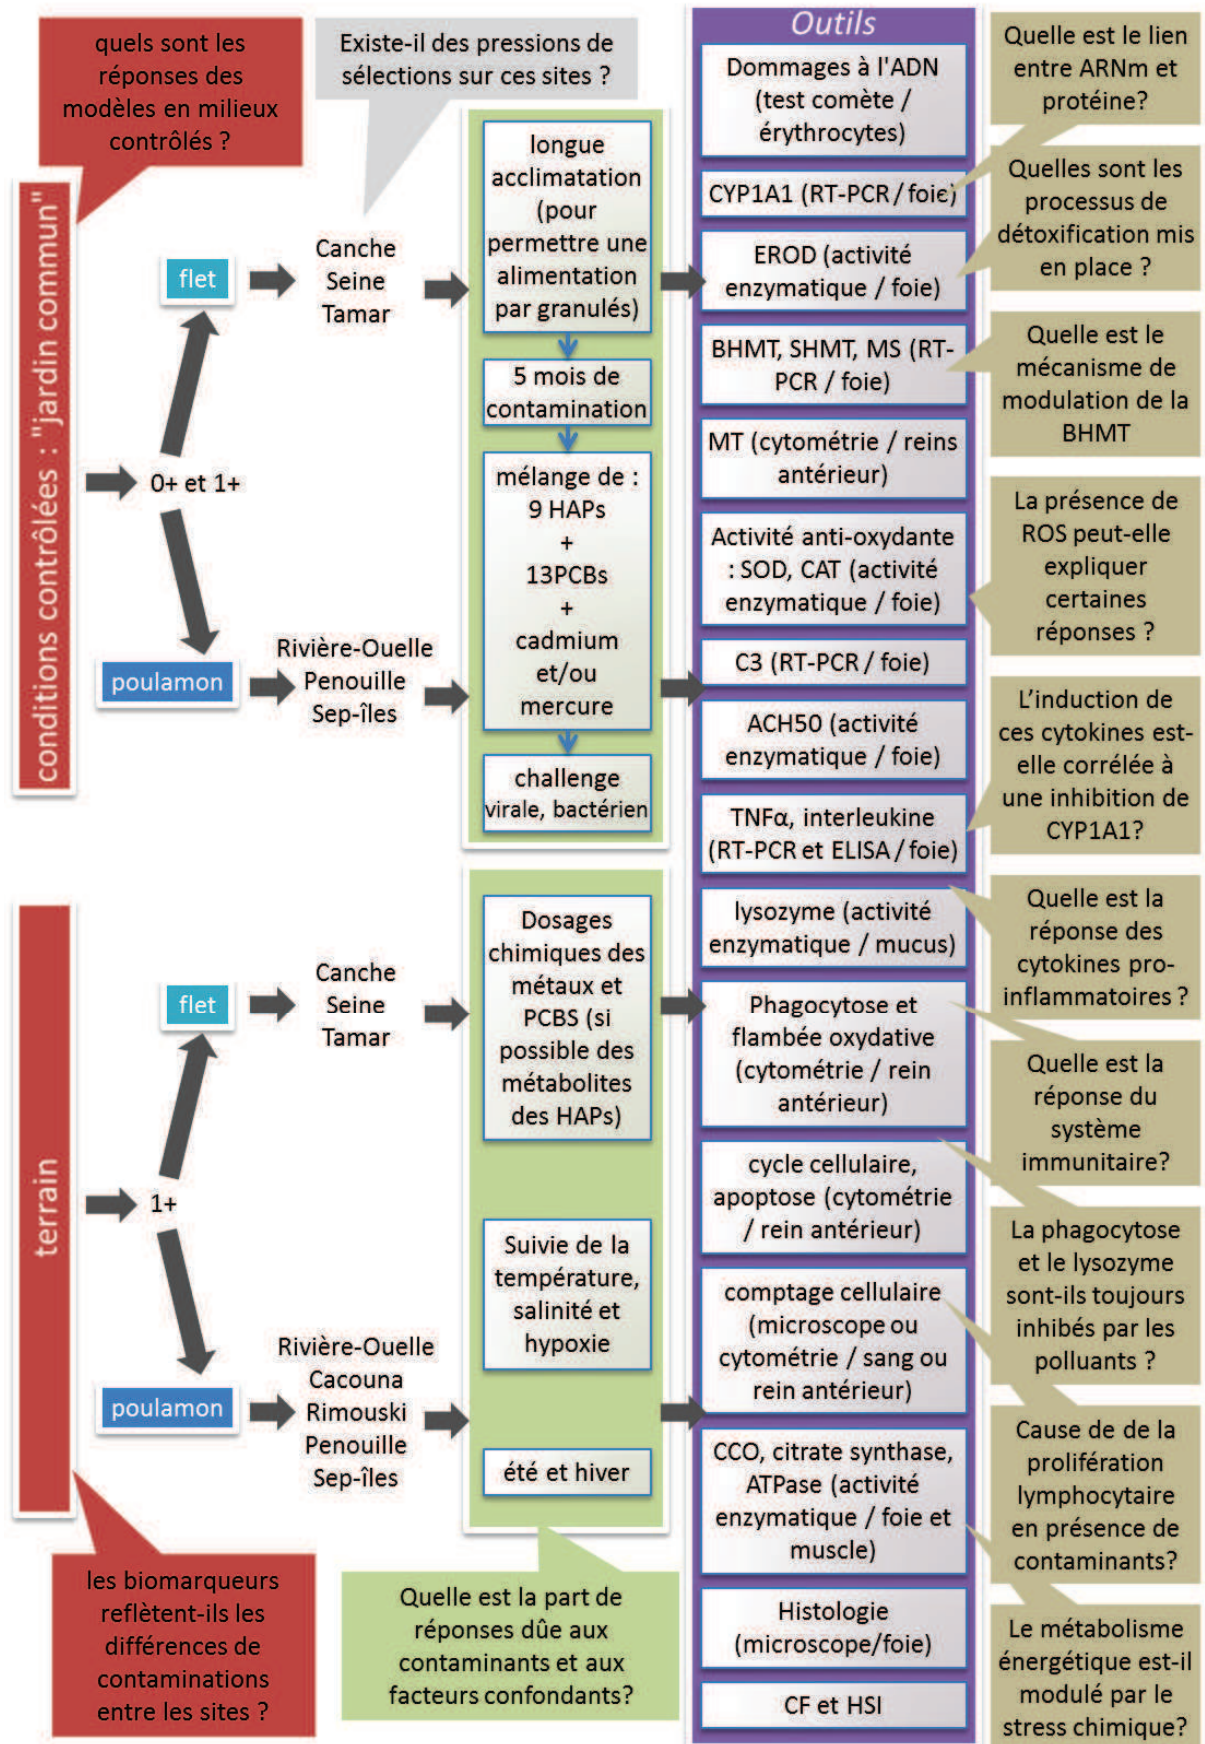 quels sont les
réponses des
modèles en milieux
contrôlés ?
Existe-il des pressions de
sélections sur ces sites ?
conditions contrôlées : "jardin commun"
0+ et 1+
flet
Canche
Seine
Tamar
poulamon
Rivière-Ouelle
Penouille
Sep-îles
longue
acclimatation
(pour
permettre une
alimentation
par granulés)
5 mois de
contamination
mélange de :
9 HAPs
+
13PCBs
+
cadmium
et/ou
mercure
challenge
virale, bactérien
terrain
1+
flet
Canche
Seine
Tamar
poulamon
Rivière-Ouelle
Cacouna
Rimouski
Penouille
Sep-îles
Dosages
chimiques des
métaux et
PCBS (si
possible des
métabolites
des HAPs)
Suivie de la
température,
salinité et
hypoxie
été et hiver
les biomarqueurs
reflètent-ils les
différences de
contaminations
entre les sites ?
Quelle est la part de
réponses dûe aux
contaminants et aux
facteurs confondants?
Outils
Dommages à l'ADN
(test comète /
érythrocytes)
CYP1A1 (RT-PCR / foie)
EROD (activité
enzymatique / foie)
BHMT, SHMT, MS (RT-
PCR / foie)
MT (cytométrie / reins
antérieur)
Activité anti-oxydante
: SOD, CAT (activité
enzymatique / foie)
C3 (RT-PCR / foie)
ACH50 (activité
enzymatique / foie)
TNFα, interleukine
(RT-PCR et ELISA / foie)
lysozyme (activité
enzymatique / mucus)
Phagocytose et
flambée oxydative
(cytométrie / rein
antérieur)
cycle cellulaire,
apoptose (cytométrie
/ rein antérieur)
comptage cellulaire
(microscope ou
cytométrie / sang ou
rein antérieur)
CCO, citrate synthase,
ATPase (activité
enzymatique / foie et
muscle)
Histologie
(microscope/foie)
CF et HSI
Quelle est le lien
entre ARNm et
protéine?
Quelles sont les
processus de
détoxification mis
en place ?
Quelle est le
mécanisme de
modulation de la
BHMT
La présence de
ROS peut-elle
expliquer
certaines
réponses ?
L’induction de
ces cytokines est-
elle corrélée à
une inhibition de
CYP1A1?
Quelle est la
réponse des
cytokines pro-
inflammatoires ?
Quelle est la
réponse du
système
immunitaire?
La phagocytose
et le lysozyme
sont-ils toujours
inhibés par les
polluants ?
Cause de de la
prolifération
lymphocytaire
en présence de
contaminants?
Le métabolisme
énergétique est-il
modulé par le
stress chimique?